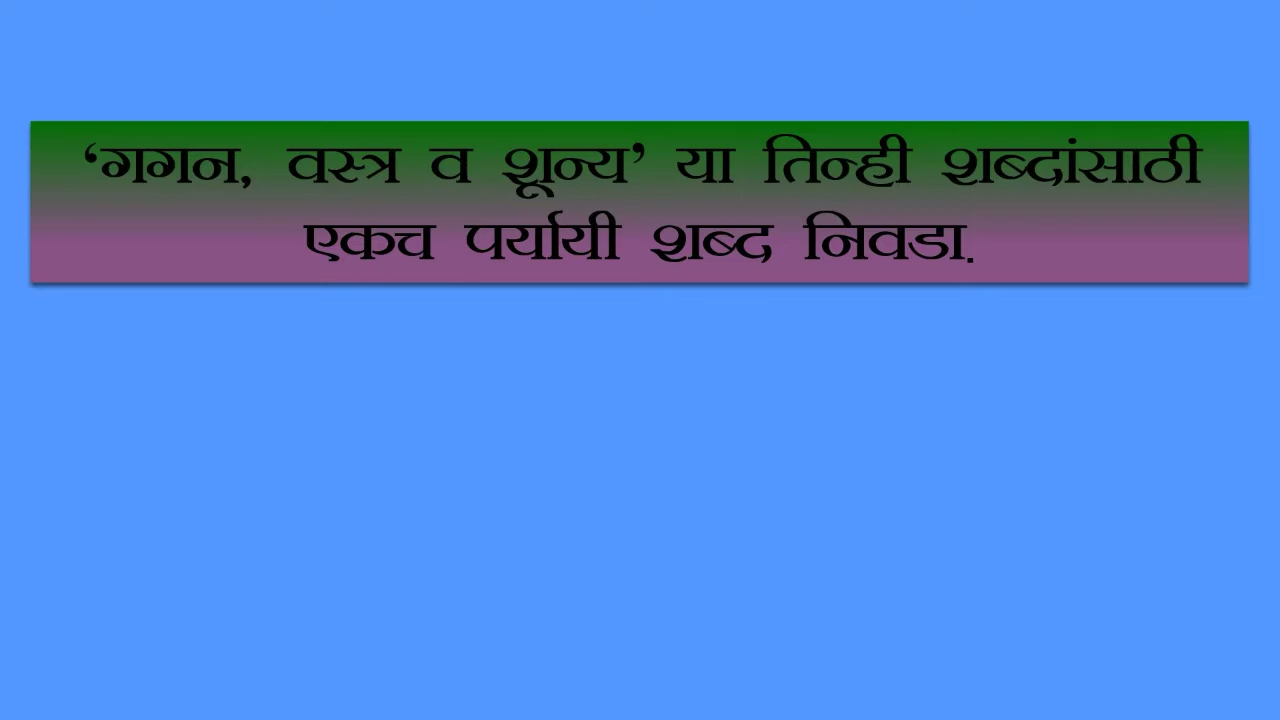 ‘गगन, वस्त्र व शून्य’ या तिन्ही शब्दांसाठी
एकच पर्यायी शब्द निवडा.